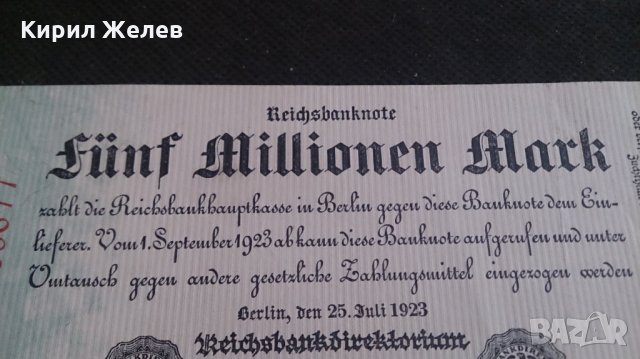 Кирил Желев
Reichsbanknote
Fünf Millionen Mark
zahlt die Reichsbankhauptkasse in Berlin gegen diese Banknote dem Ein-
lieferer. Vom 1. September 1923 ab kann diese Banknote aufgerufen und unter
Umtausch gegen andere gesetzliche Zahlungsmittel eingezogen werden
Berlin, den 25. Juli 1923
Reichsbankdirektorium
BAZAR